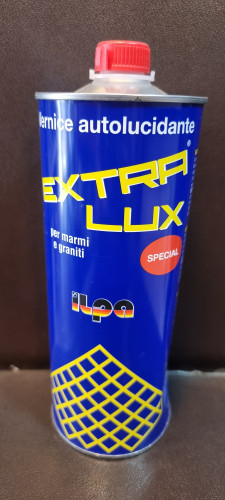 Vernice autolucidante
EXTRA®
LUX
per marmi
e graniti
SPECIAL
ilpa